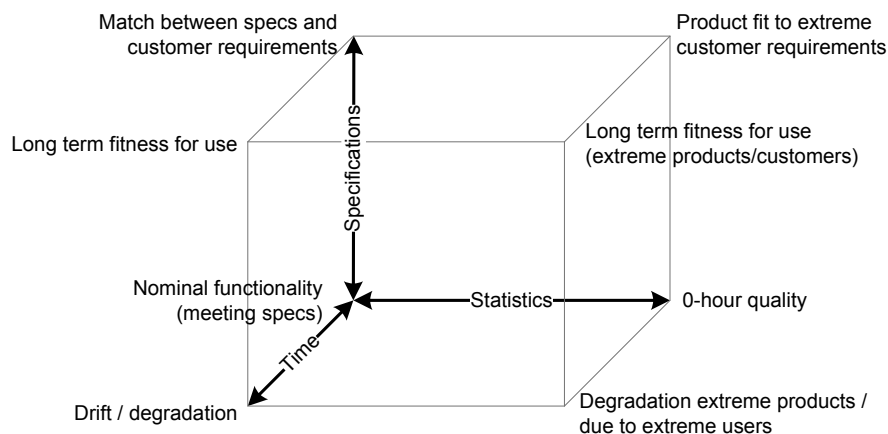 Match between specs and
customer requirements
Product fit to extreme
customer requirements
Long term fitness for use
Long term fitness for use
(extreme products/customers)
Specifications
Nominal functionality
(meeting specs)
Statistics
0-hour quality
Time
Drift / degradation
Degradation extreme products /
due to extreme users